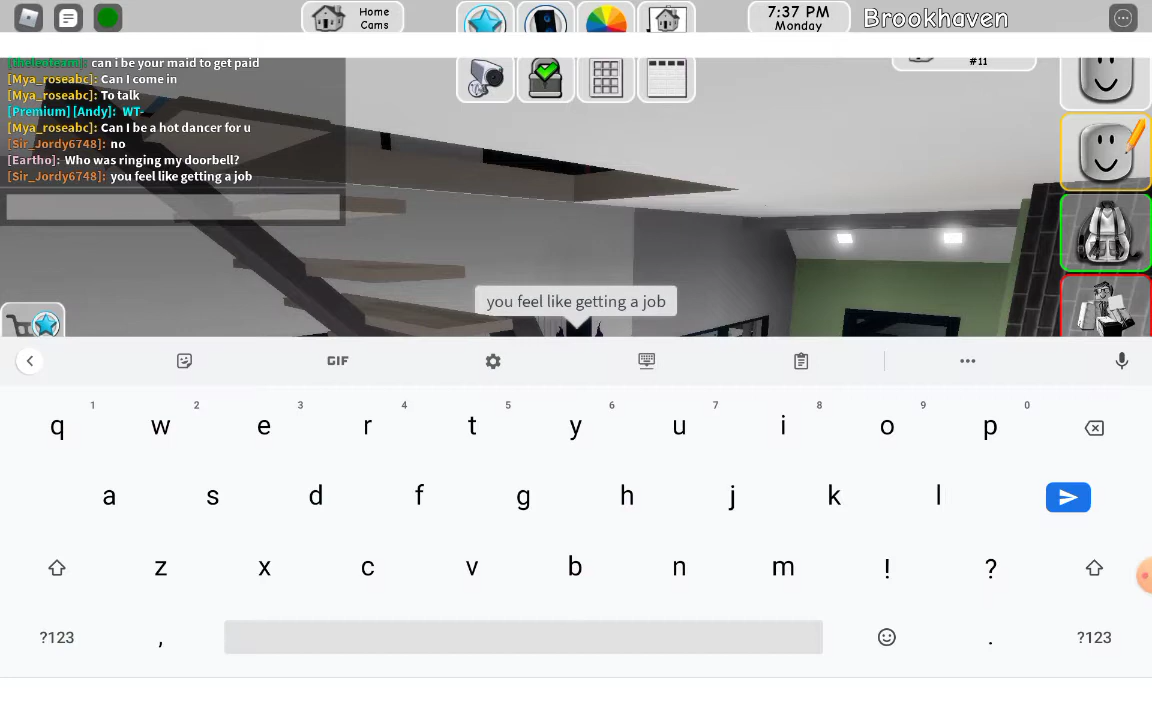 Home
Cams
7:37 PM
Monday
Brookhaven
#11
can i be your maid to get paid
[Mya_roseabc]: Can I come in
[Mya_roseabc]: To talk
[Premium] [Andy]: WT-
[Mya_roseabc]: Can I be a hot dancer for u
[Sir_Jordy6748]: no
[Eartho]: Who was ringing my doorbell?
[Sir_Jordy6748]: you feel like getting a job
you feel like getting a job
GIF
1 2 3 4 5 6 7 8 9 0
q w e r t y u i o p
a s d f g h j k l
z x c v b n m ! ?
?123 , . ?123